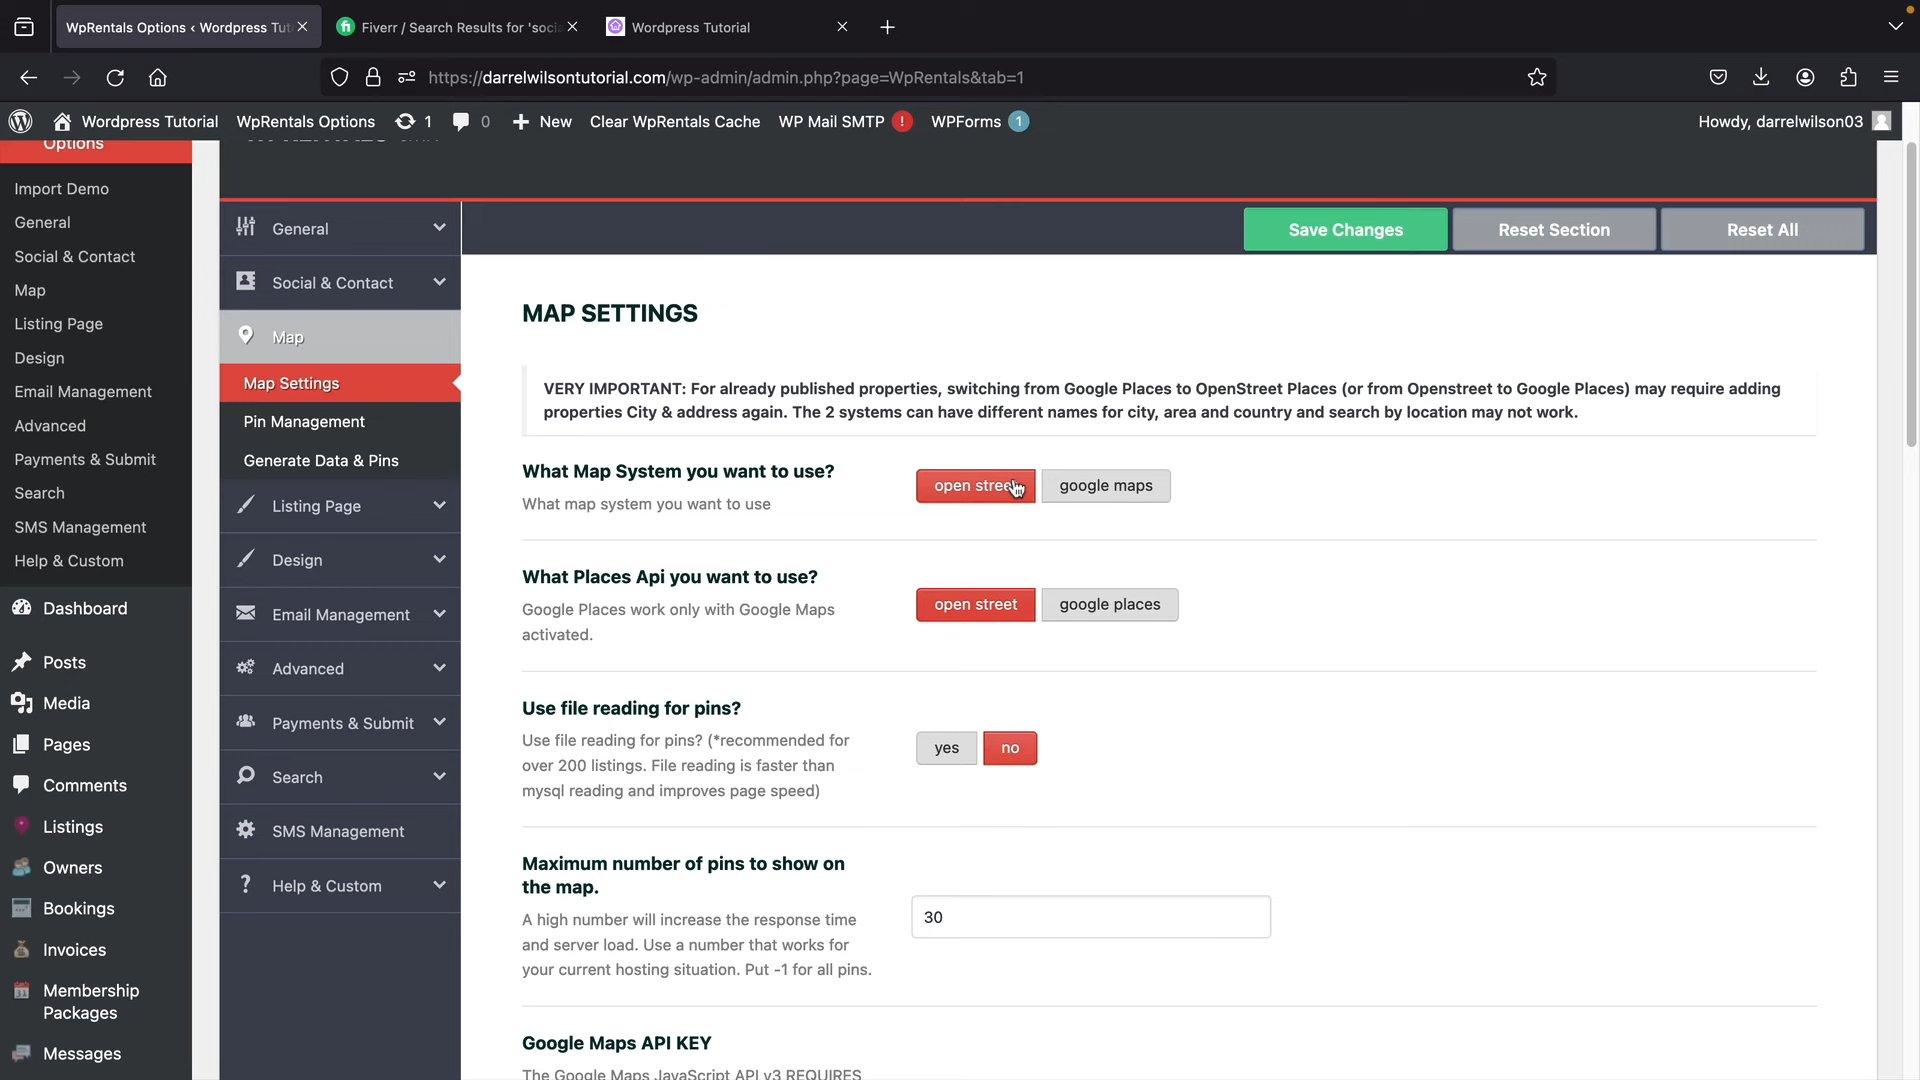 WpRentals Options ‹ Wordpress Tut
Fiverr / Search Results for 'socia
Wordpress Tutorial
https://darrelwilsontutorial.com/wp-admin/admin.php?page=WpRentals&tab=1
Wordpress Tutorial
WpRentals Options
1
0
New
Clear WpRentals Cache
WP Mail SMTP !
WPForms 1
Howdy, darrelwilson03
Options
Import Demo
General
Social & Contact
Map
Listing Page
Design
Email Management
Advanced
Payments & Submit
Search
SMS Management
Help & Custom
Dashboard
Posts
Media
Pages
Comments
Listings
Owners
Bookings
Invoices
Membership
Packages
Messages
General
Social & Contact
Map
Map Settings
Pin Management
Generate Data & Pins
Listing Page
Design
Email Management
Advanced
Payments & Submit
Search
SMS Management
Help & Custom
Save Changes
Reset Section
Reset All
MAP SETTINGS
VERY IMPORTANT: For already published properties, switching from Google Places to OpenStreet Places (or from Openstreet to Google Places) may require adding
properties City & address again. The 2 systems can have different names for city, area and country and search by location may not work.
What Map System you want to use?
What map system you want to use
open street
google maps
What Places Api you want to use?
Google Places work only with Google Maps
activated.
open street
google places
Use file reading for pins?
Use file reading for pins? (*recommended for
over 200 listings. File reading is faster than
mysql reading and improves page speed)
yes
no
Maximum number of pins to show on
the map.
A high number will increase the response time
and server load. Use a number that works for
your current hosting situation. Put -1 for all pins.
30
Google Maps API KEY
The Google Maps JavaScript API v3 REQUIRES